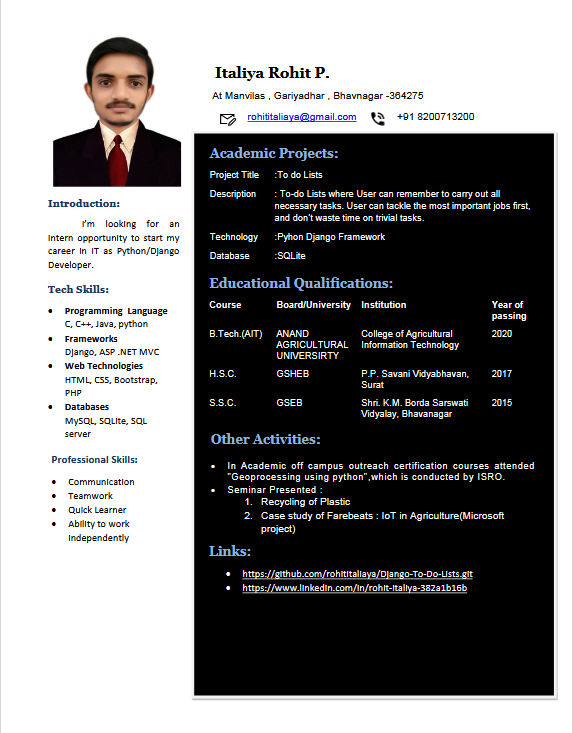 Italiya Rohit P.
At Manvilas , Gariyadhar , Bhavnagar -364275
rohititaliaya@gmail.com +91 8200713200
Introduction:
I'm looking for an
intern opportunity to start my
career in IT as Python/Django
Developer.
Tech Skills:
• Programming Language
C, C++, Java, python
• Frameworks
Django, ASP .NET MVC
• Web Technologies
HTML, CSS, Bootstrap,
PHP
• Databases
MySQL, SQLite, SQL
server
Professional Skills:
• Communication
• Teamwork
• Quick Learner
• Ability to work
Independently
Academic Projects:
Project Title :To do Lists
Description : To-do Lists where User can remember to carry out all
necessary tasks. User can tackle the most important jobs first,
and don't waste time on trivial tasks.
Technology :Pyhon Django Framework
Database :SQLite
Educational Qualifications:
Course Board/University Institution Year of
passing
B.Tech.(AIT) ANAND College of Agricultural 2020
AGRICULTURAL Information Technology
UNIVERSIRTY
H.S.C. GSHEB P.P. Savani Vidyabhavan, 2017
Surat
S.S.C. GSEB Shri. K.M. Borda Sarswati 2015
Vidyalay, Bhavanagar
Other Activities:
• In Academic off campus outreach certification courses attended
"Geoprocessing using python",which is conducted by ISRO.
• Seminar Presented :
1. Recycling of Plastic
2. Case study of Farebeats : IoT in Agriculture(Microsoft
project)
Links:
• https://github.com/rohititaliaya/Django-To-Do-Lists.git
• https://www.linkedin.com/in/rohit-italiya-382a1b16b